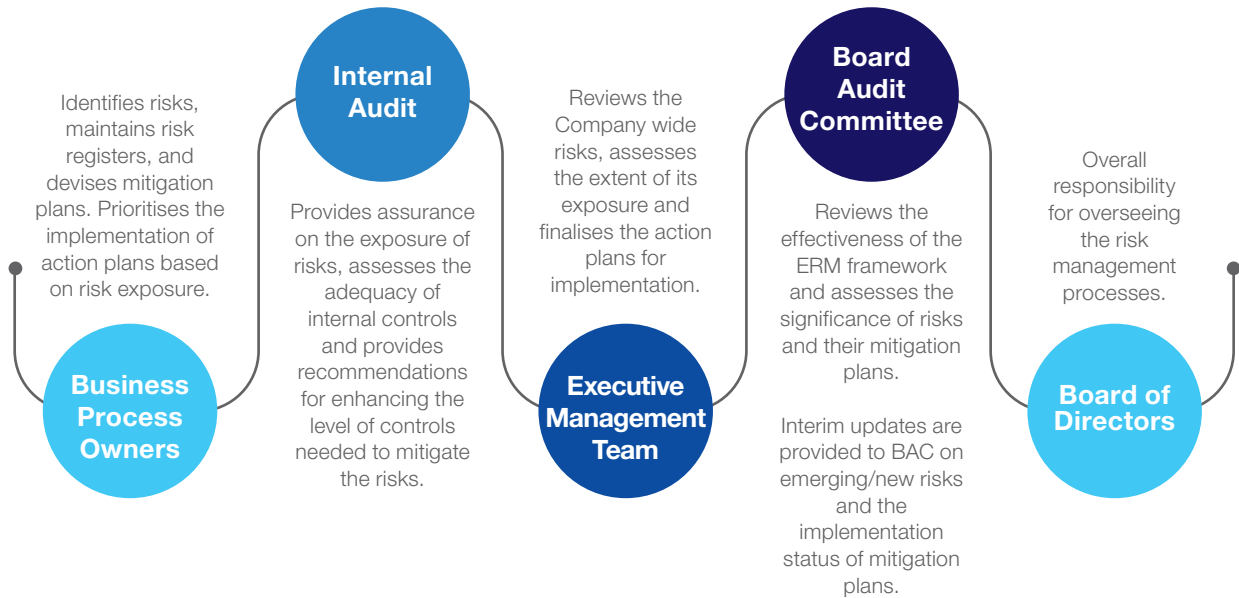 Identifies risks,
maintains risk
registers, and
devises mitigation
plans. Prioritises the
implementation of
action plans based
on risk exposure.
Business
Process
Owners
Internal
Audit
Provides assurance
on the exposure of
risks, assesses the
adequacy of
internal controls
and provides
recommendations
for enhancing the
level of controls
needed to mitigate
the risks.
Reviews the
Company wide
risks, assesses
the extent of its
exposure and
finalises the action
plans for
implementation.
Executive
Management
Team
Board
Audit
Committee
Reviews the
effectiveness of the
ERM framework
and assesses the
significance of risks
and their mitigation
plans.
Interim updates are
provided to BAC on
emerging/new risks
and the
implementation
status of mitigation
plans.
Overall
responsibility
for overseeing
the risk
management
processes.
Board of
Directors